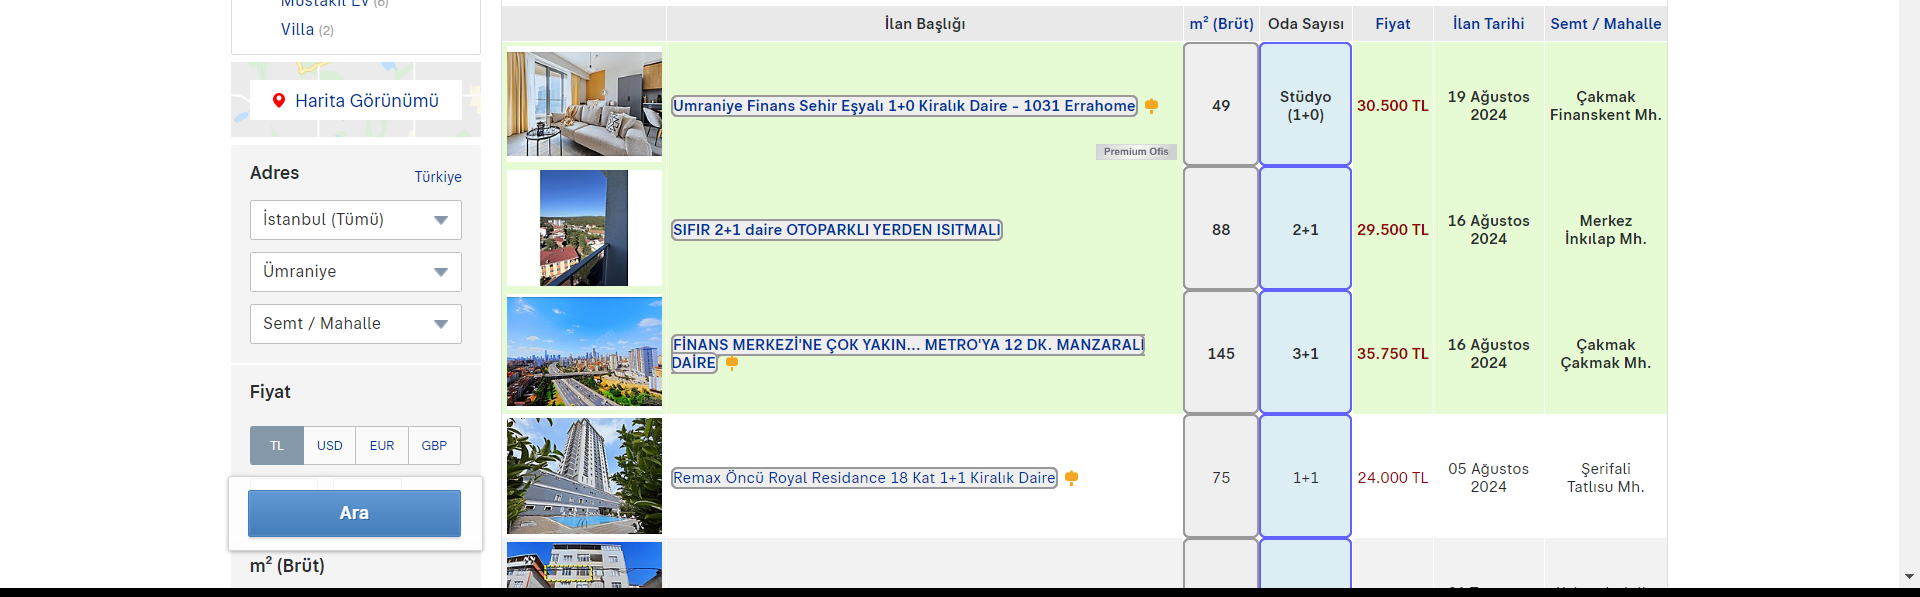 Müstakil Ev (6)
Villa (2)
Harita Görünümü
Adres
Türkiye
İstanbul (Tümü)
Ümraniye
Semt / Mahalle
Fiyat
TL USD EUR GBP
Ara
m² (Brüt)
İlan Başlığı m² (Brüt) Oda Sayısı Fiyat İlan Tarihi Semt / Mahalle
Umraniye Finans Sehir Eşyalı 1+0 Kiralık Daire - 1031 Errahome
Premium Ofis
49
Stüdyo
(1+0)
30.500 TL
19 Ağustos
2024
Çakmak
Finanskent Mh.
SIFIR 2+1 daire OTOPARKLI YERDEN ISITMALI
88
2+1
29.500 TL
16 Ağustos
2024
Merkez
İnkılap Mh.
FİNANS MERKEZİ'NE ÇOK YAKIN... METRO'YA 12 DK. MANZARALI
DAİRE
145
3+1
35.750 TL
16 Ağustos
2024
Çakmak
Çakmak Mh.
Remax Öncü Royal Residance 18 Kat 1+1 Kiralık Daire
75
1+1
24.000 TL
05 Ağustos
2024
Şerifali
Tatlısu Mh.